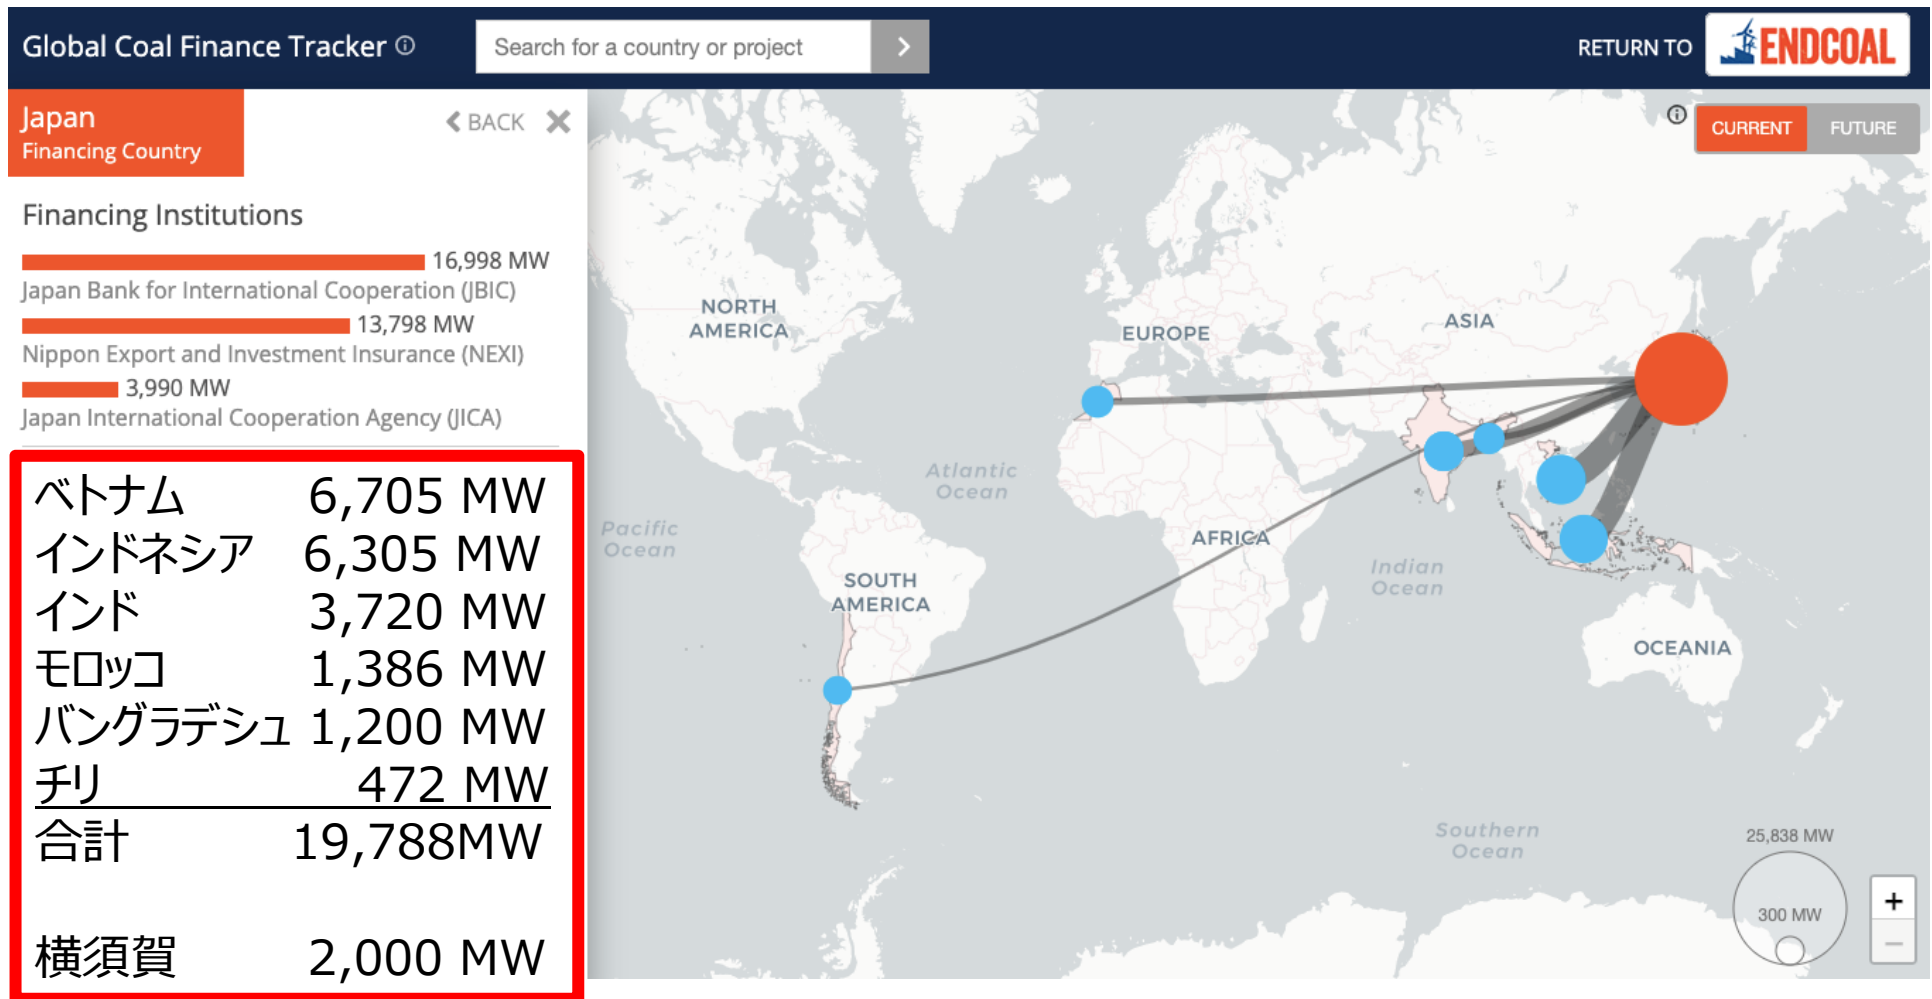 Global Coal Finance Tracker
Search for a country or project
RETURN TO
ENDCOAL
Japan
Financing Country
BACK
CURRENT
FUTURE
Financing Institutions
16,998 MW
Japan Bank for International Cooperation (JBIC)
13,798 MW
Nippon Export and Investment Insurance (NEXI)
3,990 MW
Japan International Cooperation Agency (JICA)
ベトナム 6,705 MW
インドネシア 6,305 MW
インド 3,720 MW
モロッコ 1,386 MW
バングラデシュ 1,200 MW
チリ 472 MW
合計 19,788MW
横須賀 2,000 MW
NORTH
AMERICA
EUROPE
ASIA
Atlantic
Ocean
Pacific
Ocean
AFRICA
Indian
Ocean
SOUTH
AMERICA
OCEANIA
Southern
Ocean
25,838 MW
300 MW
+
−